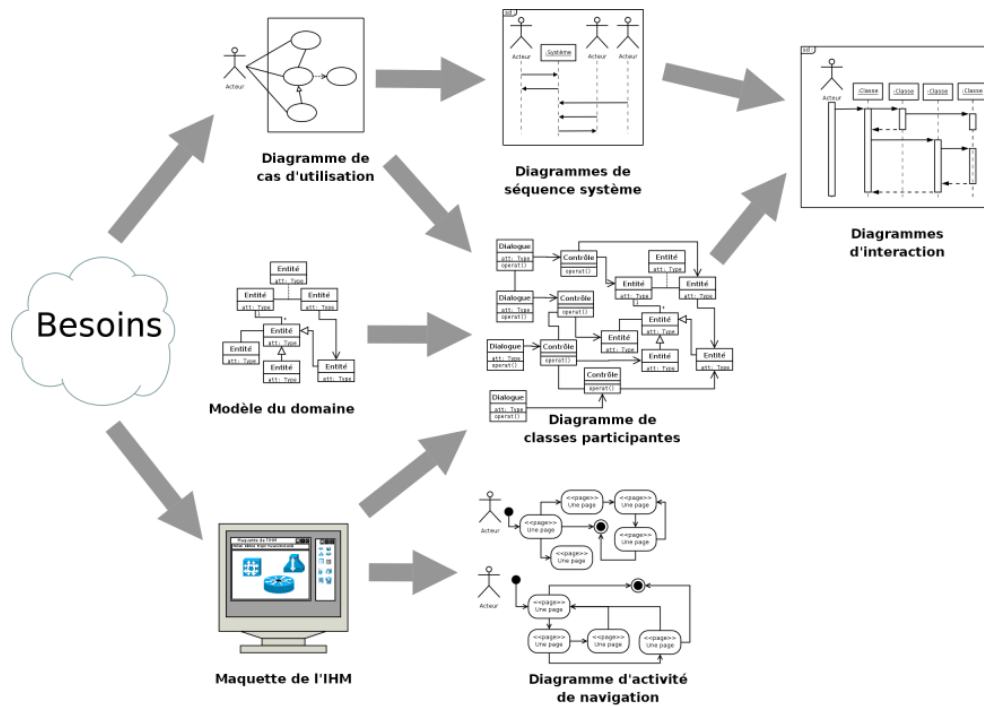 Acteur
Diagramme de
cas d'utilisation
sd
Acteur
:Système
Acteur
Acteur
Diagrammes de
séquence système
sd
Acteur
:Classe
:Classe
:Classe
:Classe
Diagrammes
d'interaction
Besoins
Entité
att: Type
Entité
att: Type
Entité
att: Type
Entité
att: Type
Entité
att: Type
Entité
att: Type
Entité
att: Type
Modèle du domaine
Dialogue
att: Type
operat()
Contrôle
operat()
Entité
att: Type
Entité
att: Type
Entité
att: Type
Dialogue
att: Type
operat()
Contrôle
operat()
Entité
att: Type
Entité
att: Type
Dialogue
att: Type
operat()
Contrôle
operat()
Entité
att: Type
Entité
att: Type
Contrôle
operat()
Dialogue
att: Type
operat()
Diagramme de
classes participantes
Maquette de l'IHM
Maquette de l'IHM
Acteur
<<page>>
Une page
<<page>>
Une page
<<page>>
Une page
<<page>>
Une page
<<page>>
Une page
Acteur
<<page>>
Une page
<<page>>
Une page
<<page>>
Une page
<<page>>
Une page
Diagramme d'activité
de navigation